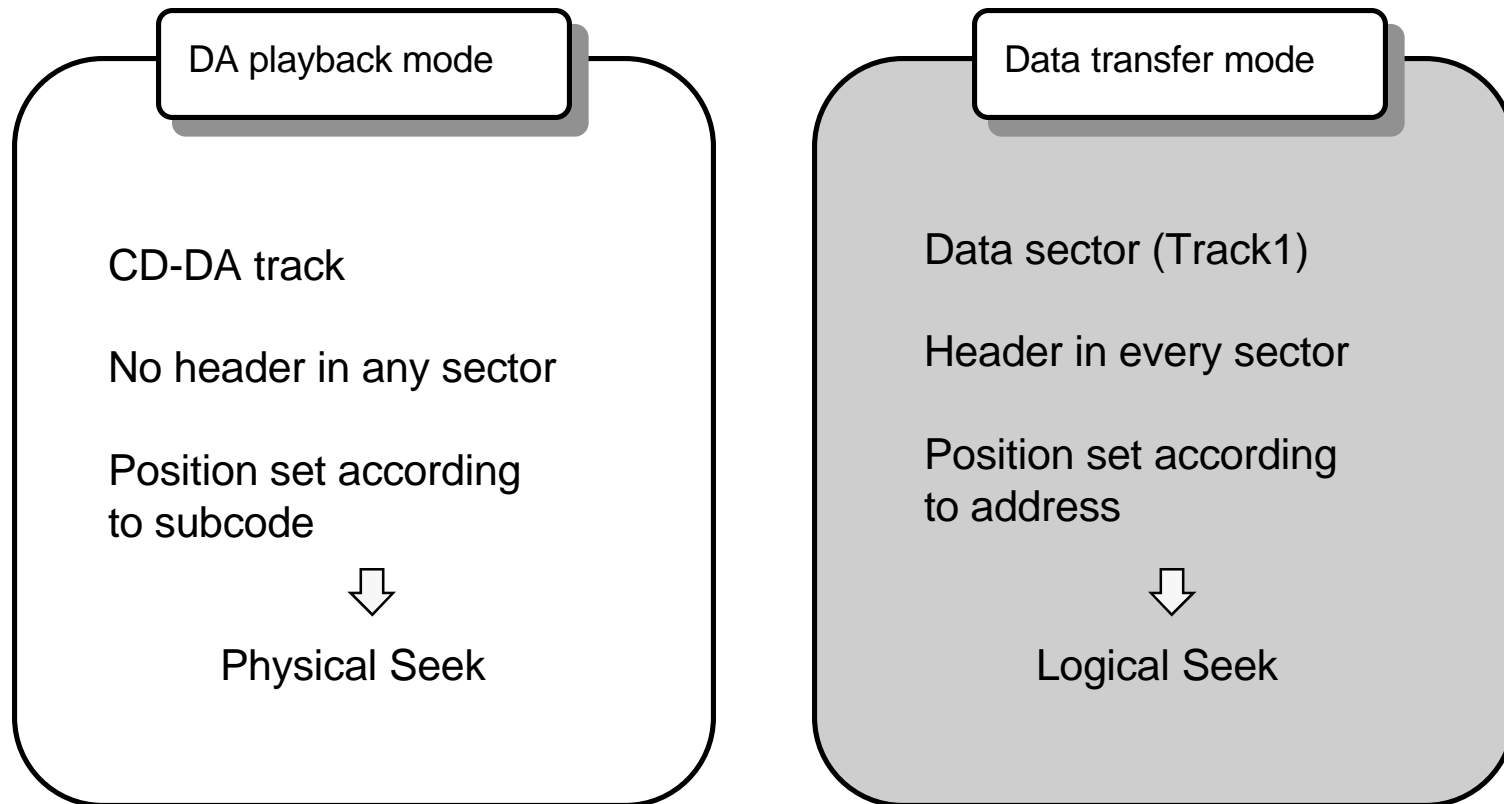 DA playback mode
CD-DA track
No header in any sector
Position set according
to subcode
Physical Seek
Data transfer mode
Data sector (Track1)
Header in every sector
Position set according
to address
Logical Seek